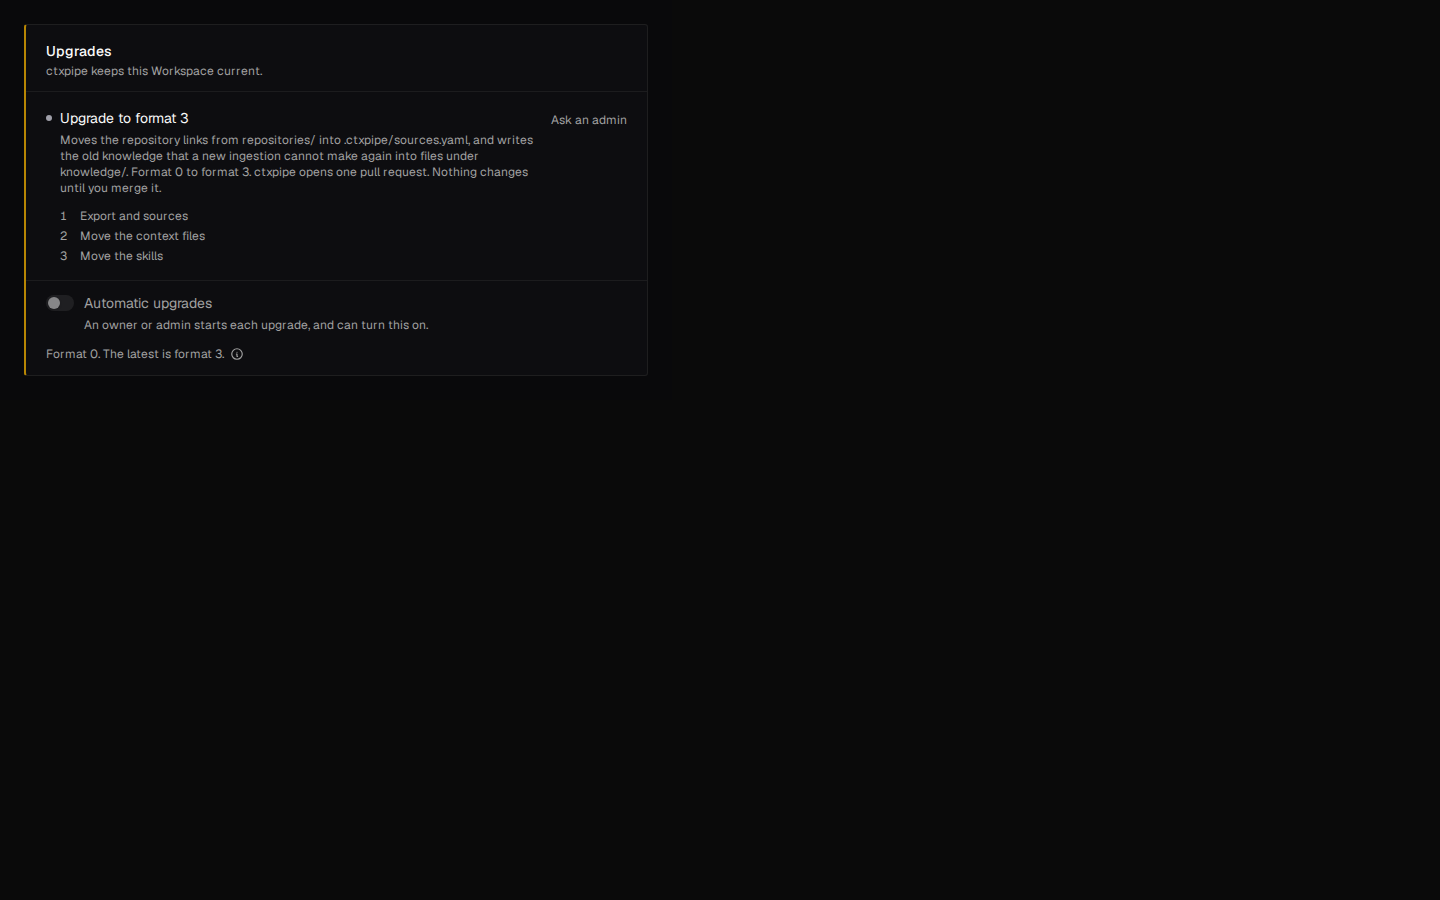 Upgrades
ctxpipe keeps this Workspace current.
Upgrade to format 3
Ask an admin
Moves the repository links from repositories/ into .ctxpipe/sources.yaml, and writes
the old knowledge that a new ingestion cannot make again into files under
knowledge/. Format 0 to format 3. ctxpipe opens one pull request. Nothing changes
until you merge it.
1 Export and sources
2 Move the context files
3 Move the skills
Automatic upgrades
An owner or admin starts each upgrade, and can turn this on.
Format 0. The latest is format 3.